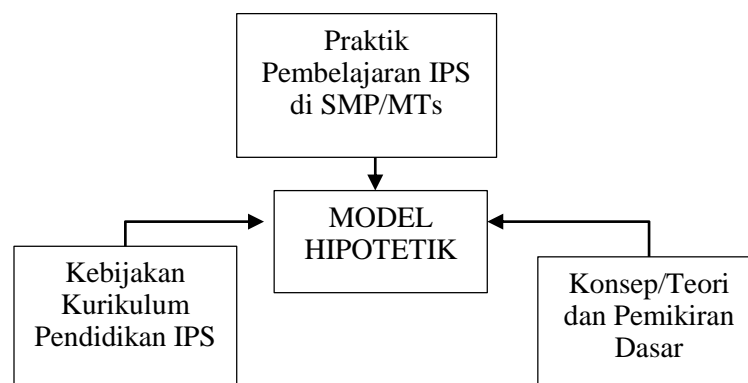 Praktik
Pembelajaran IPS
di SMP/MTs
MODEL
HIPOTETIK
Kebijakan
Kurikulum
Pendidikan IPS
Konsep/Teori
dan Pemikiran
Dasar